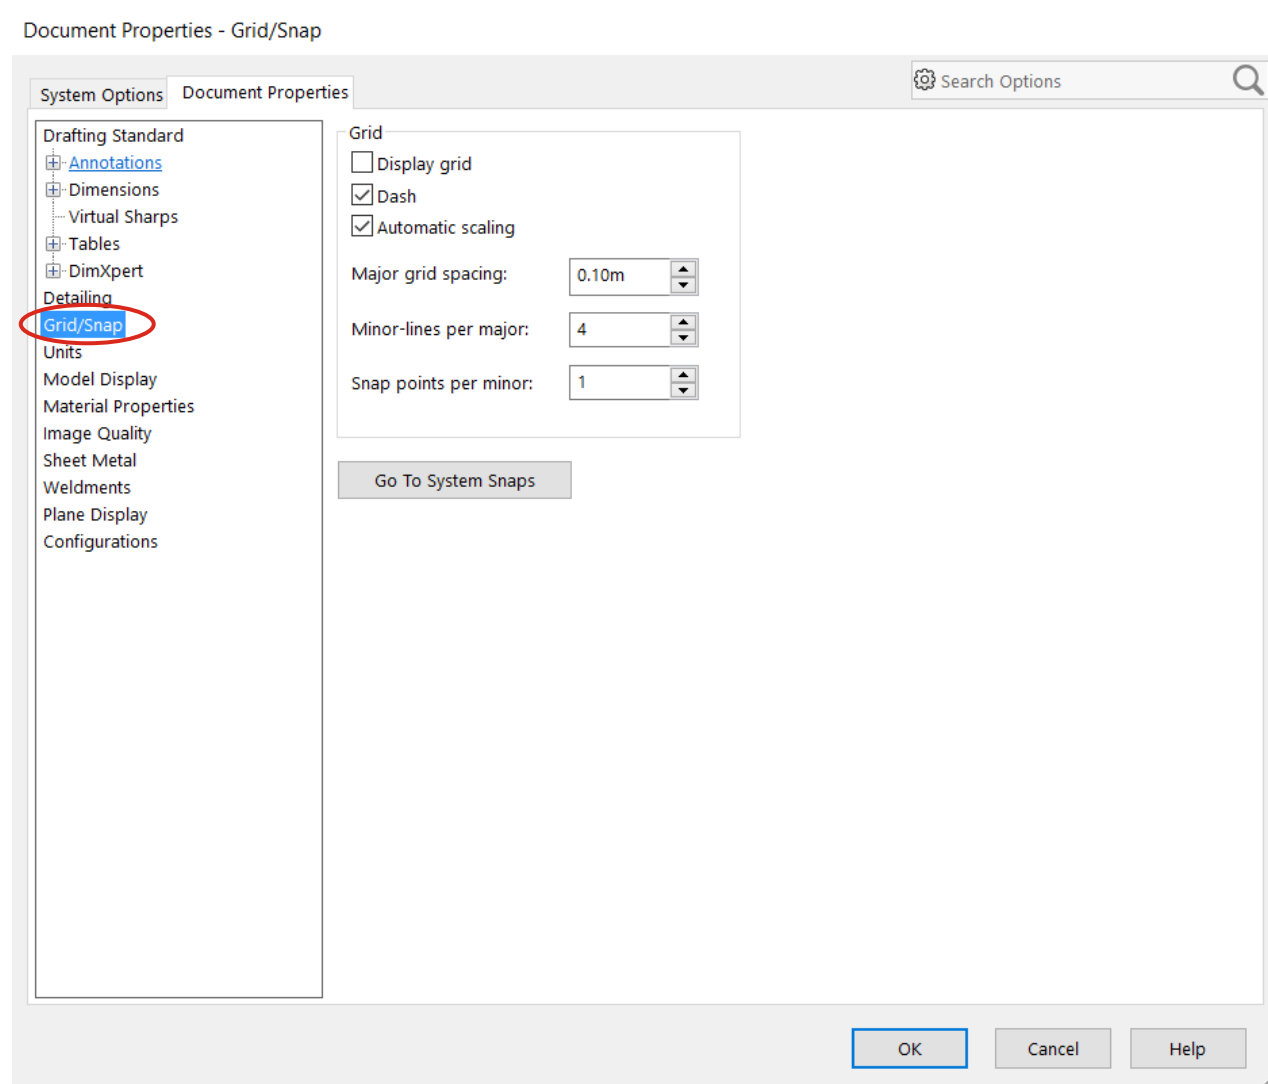 Document Properties - Grid/Snap
System Options
Document Properties
Search Options
Drafting Standard
Annotations
Dimensions
Virtual Sharps
Tables
DimXpert
Detailing
Grid/Snap
Units
Model Display
Material Properties
Image Quality
Sheet Metal
Weldments
Plane Display
Configurations
Grid
Display grid
Dash
Automatic scaling
Major grid spacing: 0.10m
Minor-lines per major: 4
Snap points per minor: 1
Go To System Snaps
OK
Cancel
Help